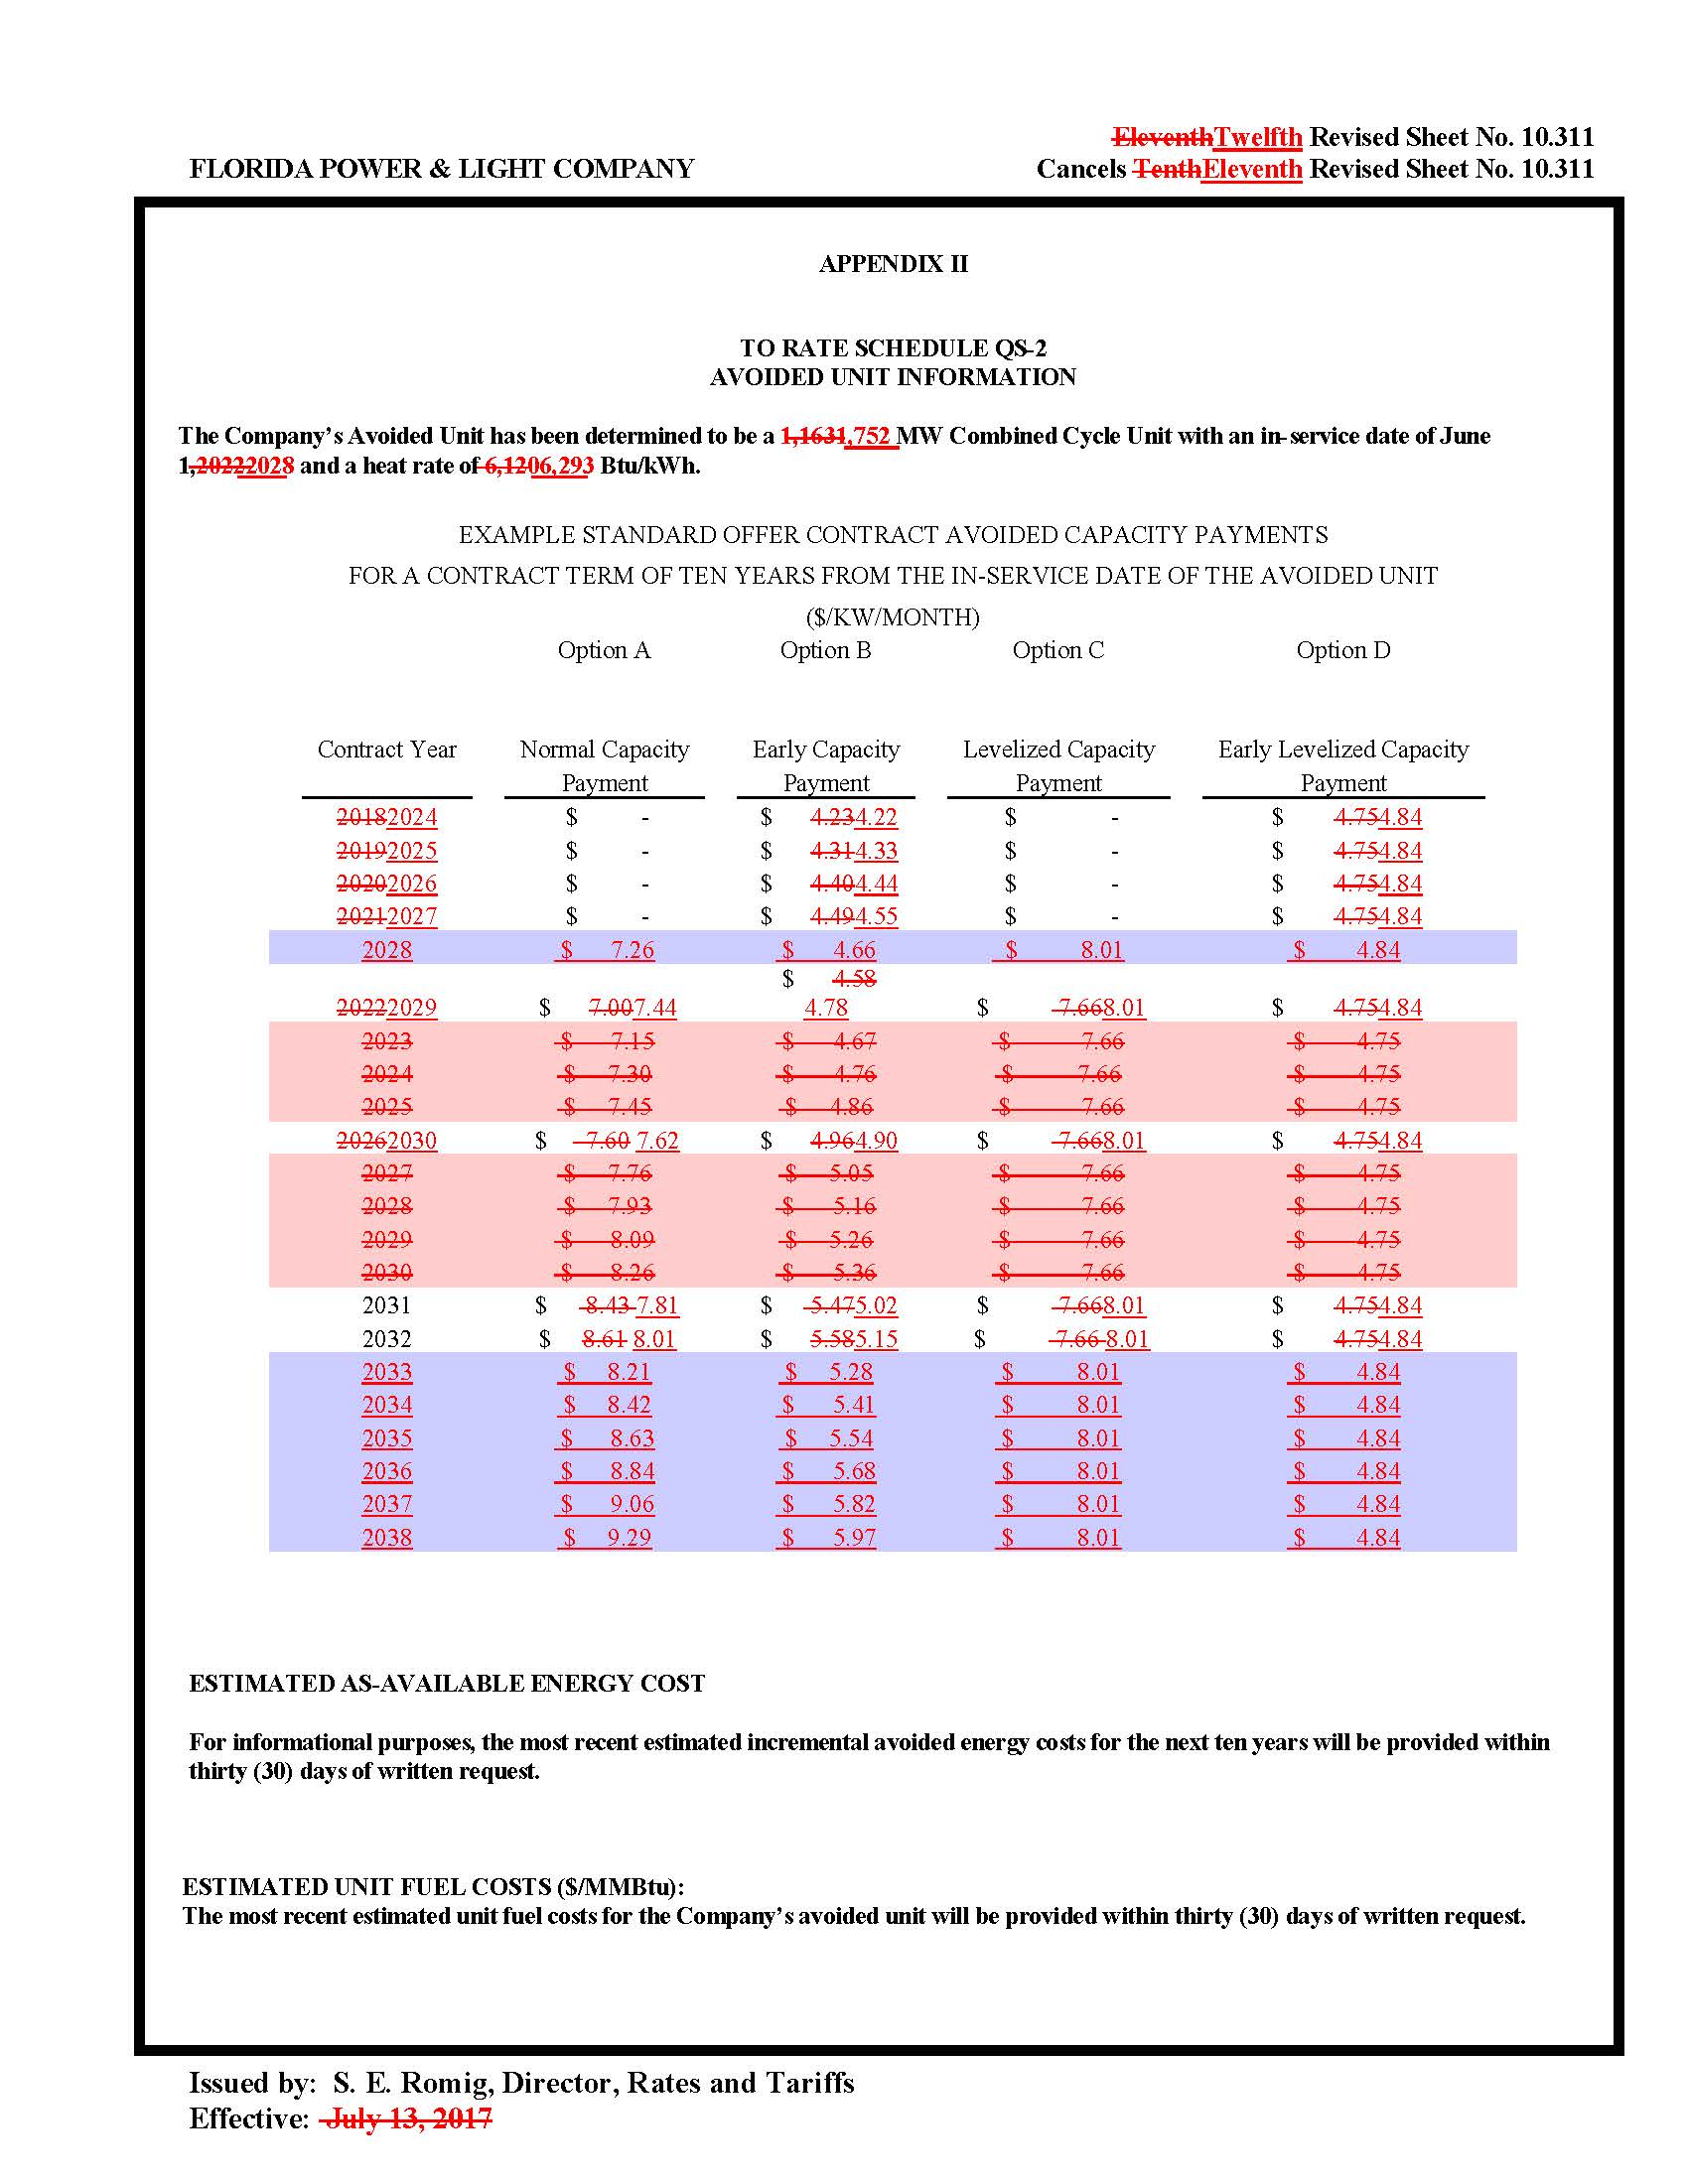 EleventhTwelfth Revised Sheet No. 10.311
FLORIDA POWER & LIGHT COMPANY Cancels TenthEleventh Revised Sheet No. 10.311
APPENDIX II
TO RATE SCHEDULE QS-2
AVOIDED UNIT INFORMATION
The Company's Avoided Unit has been determined to be a 1,1631,752 MW Combined Cycle Unit with an in-service date of June
1,20222028 and a heat rate of 6,1206,293 Btu/kWh.
EXAMPLE STANDARD OFFER CONTRACT AVOIDED CAPACITY PAYMENTS
FOR A CONTRACT TERM OF TEN YEARS FROM THE IN-SERVICE DATE OF THE AVOIDED UNIT
($/KW/MONTH)
Option A Option B Option C Option D
Contract Year Normal Capacity Early Capacity Levelized Capacity Early Levelized Capacity
Payment Payment Payment Payment
20182024 $ - $ 4.234.22 $ - $ 4.754.84
20192025 $ - $ 4.314.33 $ - $ 4.754.84
20202026 $ - $ 4.404.44 $ - $ 4.754.84
20212027 $ - $ 4.494.55 $ - $ 4.754.84
2028 $ 7.26 $ 4.66 $ 8.01 $ 4.84
$ 4.58
20222029 $ 7.007.44 4.78 $ 7.668.01 $ 4.754.84
2023 $ 7.15 $ 4.67 $ 7.66 $ 4.75
2024 $ 7.30 $ 4.76 $ 7.66 $ 4.75
2025 $ 7.45 $ 4.86 $ 7.66 $ 4.75
20262030 $ 7.60 7.62 $ 4.964.90 $ 7.668.01 $ 4.754.84
2027 $ 7.76 $ 5.05 $ 7.66 $ 4.75
2028 $ 7.93 $ 5.16 $ 7.66 $ 4.75
2029 $ 8.09 $ 5.26 $ 7.66 $ 4.75
2030 $ 8.26 $ 5.36 $ 7.66 $ 4.75
2031 $ 8.43 7.81 $ 5.475.02 $ 7.668.01 $ 4.754.84
2032 $ 8.61 8.01 $ 5.585.15 $ 7.66 8.01 $ 4.754.84
2033 $ 8.21 $ 5.28 $ 8.01 $ 4.84
2034 $ 8.42 $ 5.41 $ 8.01 $ 4.84
2035 $ 8.63 $ 5.54 $ 8.01 $ 4.84
2036 $ 8.84 $ 5.68 $ 8.01 $ 4.84
2037 $ 9.06 $ 5.82 $ 8.01 $ 4.84
2038 $ 9.29 $ 5.97 $ 8.01 $ 4.84
ESTIMATED AS-AVAILABLE ENERGY COST
For informational purposes, the most recent estimated incremental avoided energy costs for the next ten years will be provided within
thirty (30) days of written request.
ESTIMATED UNIT FUEL COSTS ($/MMBtu):
The most recent estimated unit fuel costs for the Company's avoided unit will be provided within thirty (30) days of written request.
Issued by: S. E. Romig, Director, Rates and Tariffs
Effective: July 13, 2017